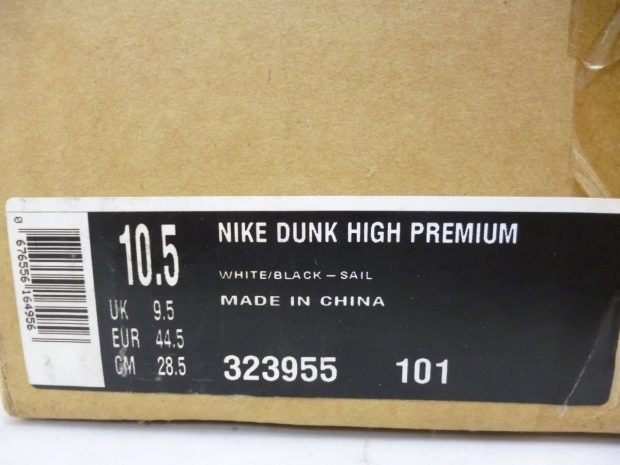 0 676556 164956
10.5
UK 9.5
EUR 44.5
CM 28.5
NIKE DUNK HIGH PREMIUM
WHITE/BLACK – SAIL
MADE IN CHINA
323955 101